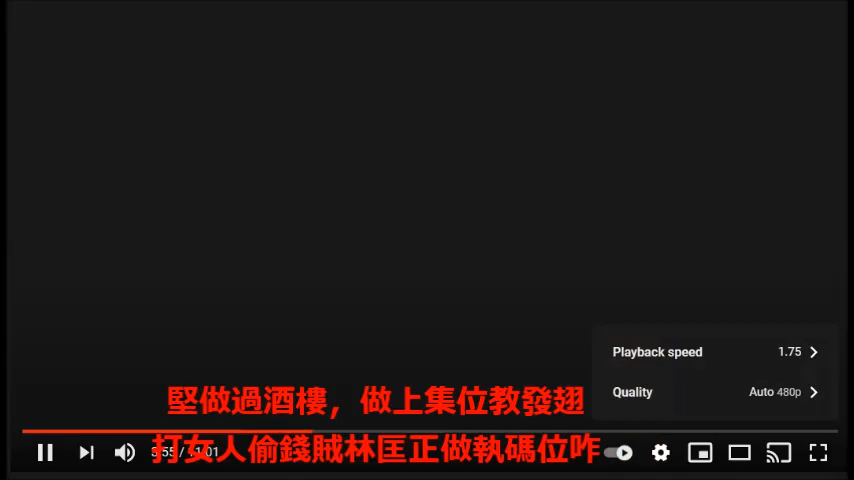 Playback speed 1.75
Quality Auto 480p
堅做過酒樓，做上集位教發翅
打女人偷錢賊林匡正做執碼位咋